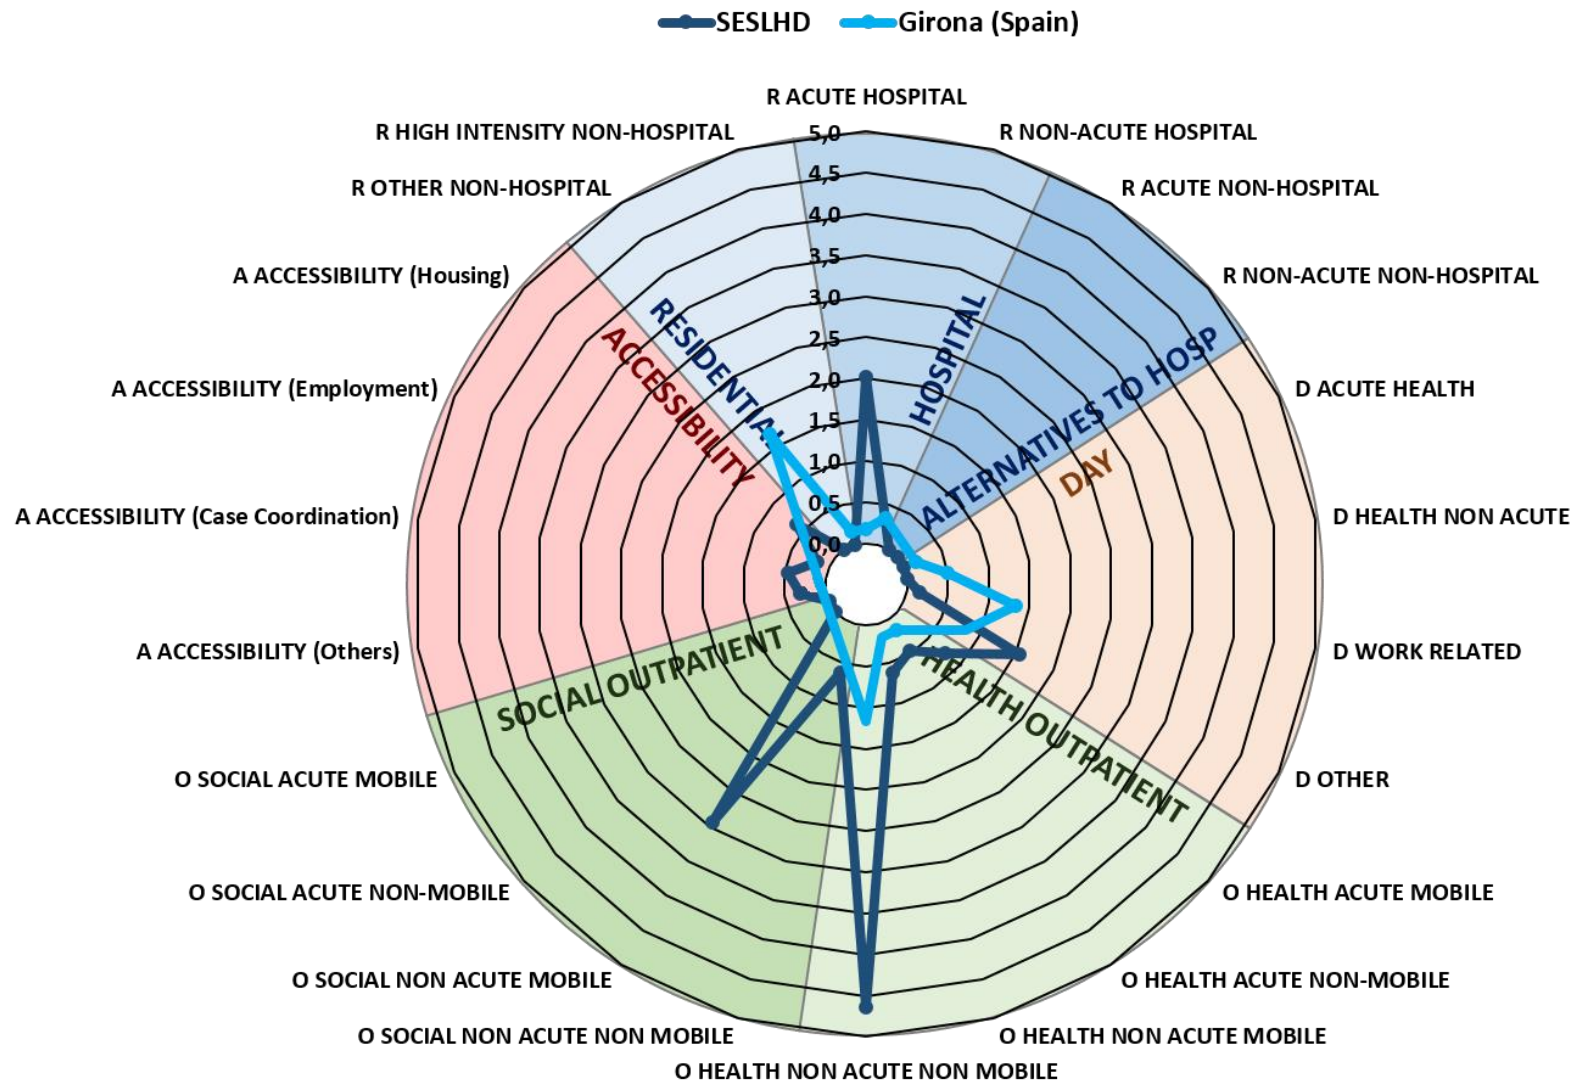 SESLHD
Girona (Spain)
R ACUTE HOSPITAL
R HIGH INTENSITY NON-HOSPITAL
R NON-ACUTE HOSPITAL
R OTHER NON-HOSPITAL
R ACUTE NON-HOSPITAL
A ACCESSIBILITY (Housing)
R NON-ACUTE NON-HOSPITAL
A ACCESSIBILITY (Employment)
D ACUTE HEALTH
A ACCESSIBILITY (Case Coordination)
D HEALTH NON ACUTE
A ACCESSIBILITY (Others)
D WORK RELATED
O SOCIAL ACUTE MOBILE
D OTHER
O SOCIAL ACUTE NON-MOBILE
O HEALTH ACUTE MOBILE
O SOCIAL NON ACUTE MOBILE
O HEALTH ACUTE NON-MOBILE
O SOCIAL NON ACUTE NON MOBILE
O HEALTH NON ACUTE MOBILE
O HEALTH NON ACUTE NON MOBILE
5,0
4,5
4,0
3,5
3,0
2,5
2,0
1,5
1,0
0,5
0,0
RESIDENTIAL
ACCESSIBILITY
HOSPITAL
ALTERNATIVES TO HOSP
DAY
SOCIAL OUTPATIENT
HEALTH OUTPATIENT